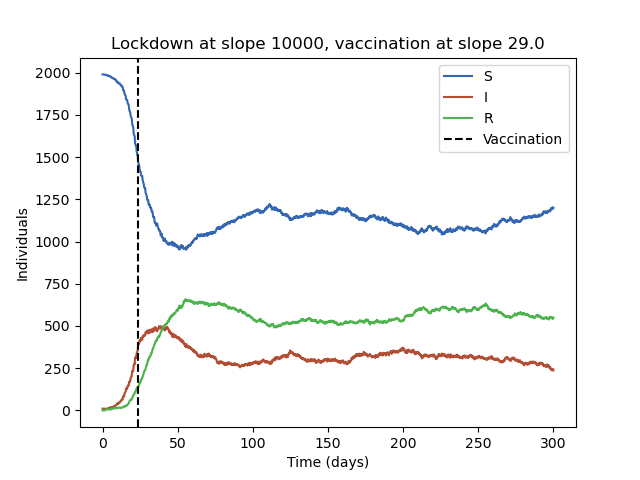 Lockdown at slope 10000, vaccination at slope 29.0
2000
1750
1500
1250
1000
750
500
250
0
Individuals
S
I
R
Vaccination
0
50
100
150
200
250
300
Time (days)